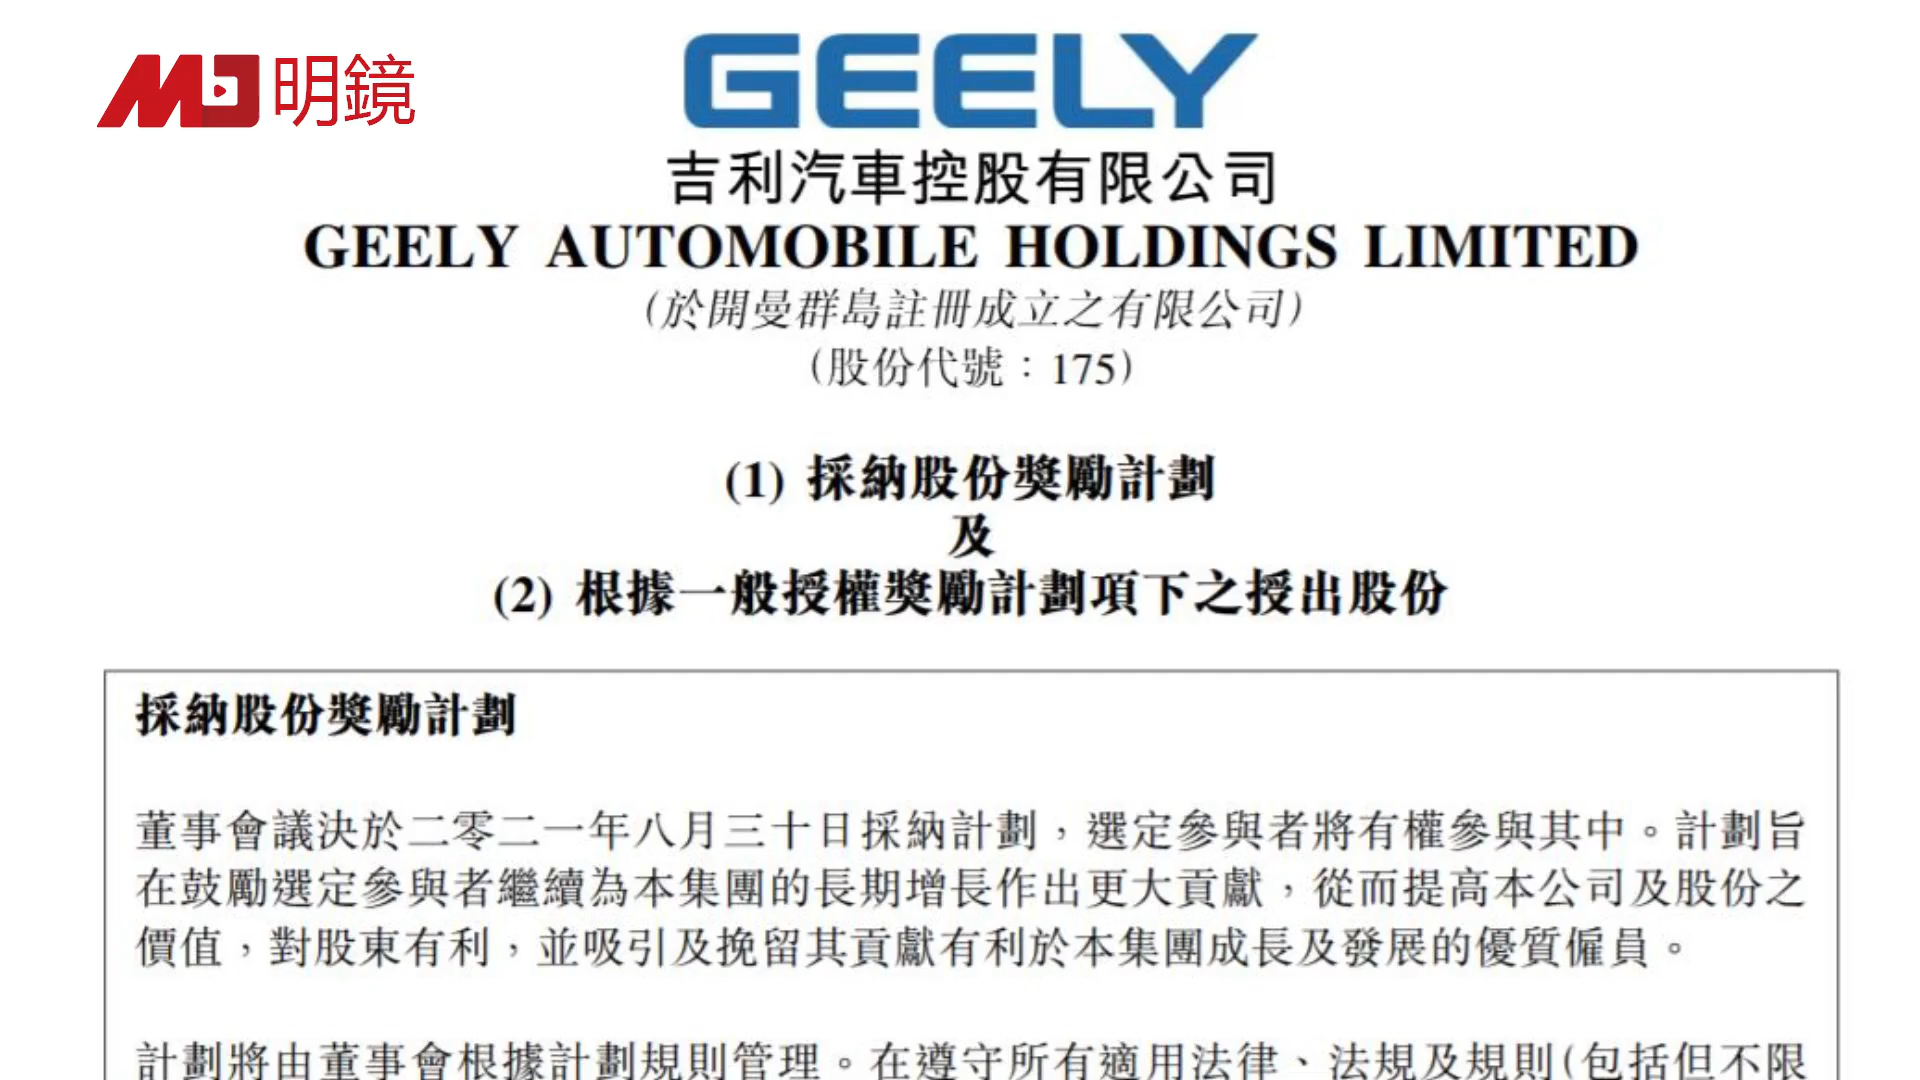 明鏡
GEELY
吉利汽車控股有限公司
GEELY AUTOMOBILE HOLDINGS LIMITED
(於開曼群島註冊成立之有限公司)
(股份代號：175)
(1) 採納股份獎勵計劃
及
(2) 根據一般授權獎勵計劃項下之授出股份
採納股份獎勵計劃
董事會議決於二零二一年八月三十日採納計劃，選定參與者將有權參與其中。計劃旨
在鼓勵選定參與者繼續為本集團的長期增長作出更大貢獻，從而提高本公司及股份之
價值，對股東有利，並吸引及挽留其貢獻有利於本集團成長及發展的優質僱員。
計劃將由董事會根據計劃規則管理。在遵守所有適用法律、法規及規則(包括但不限